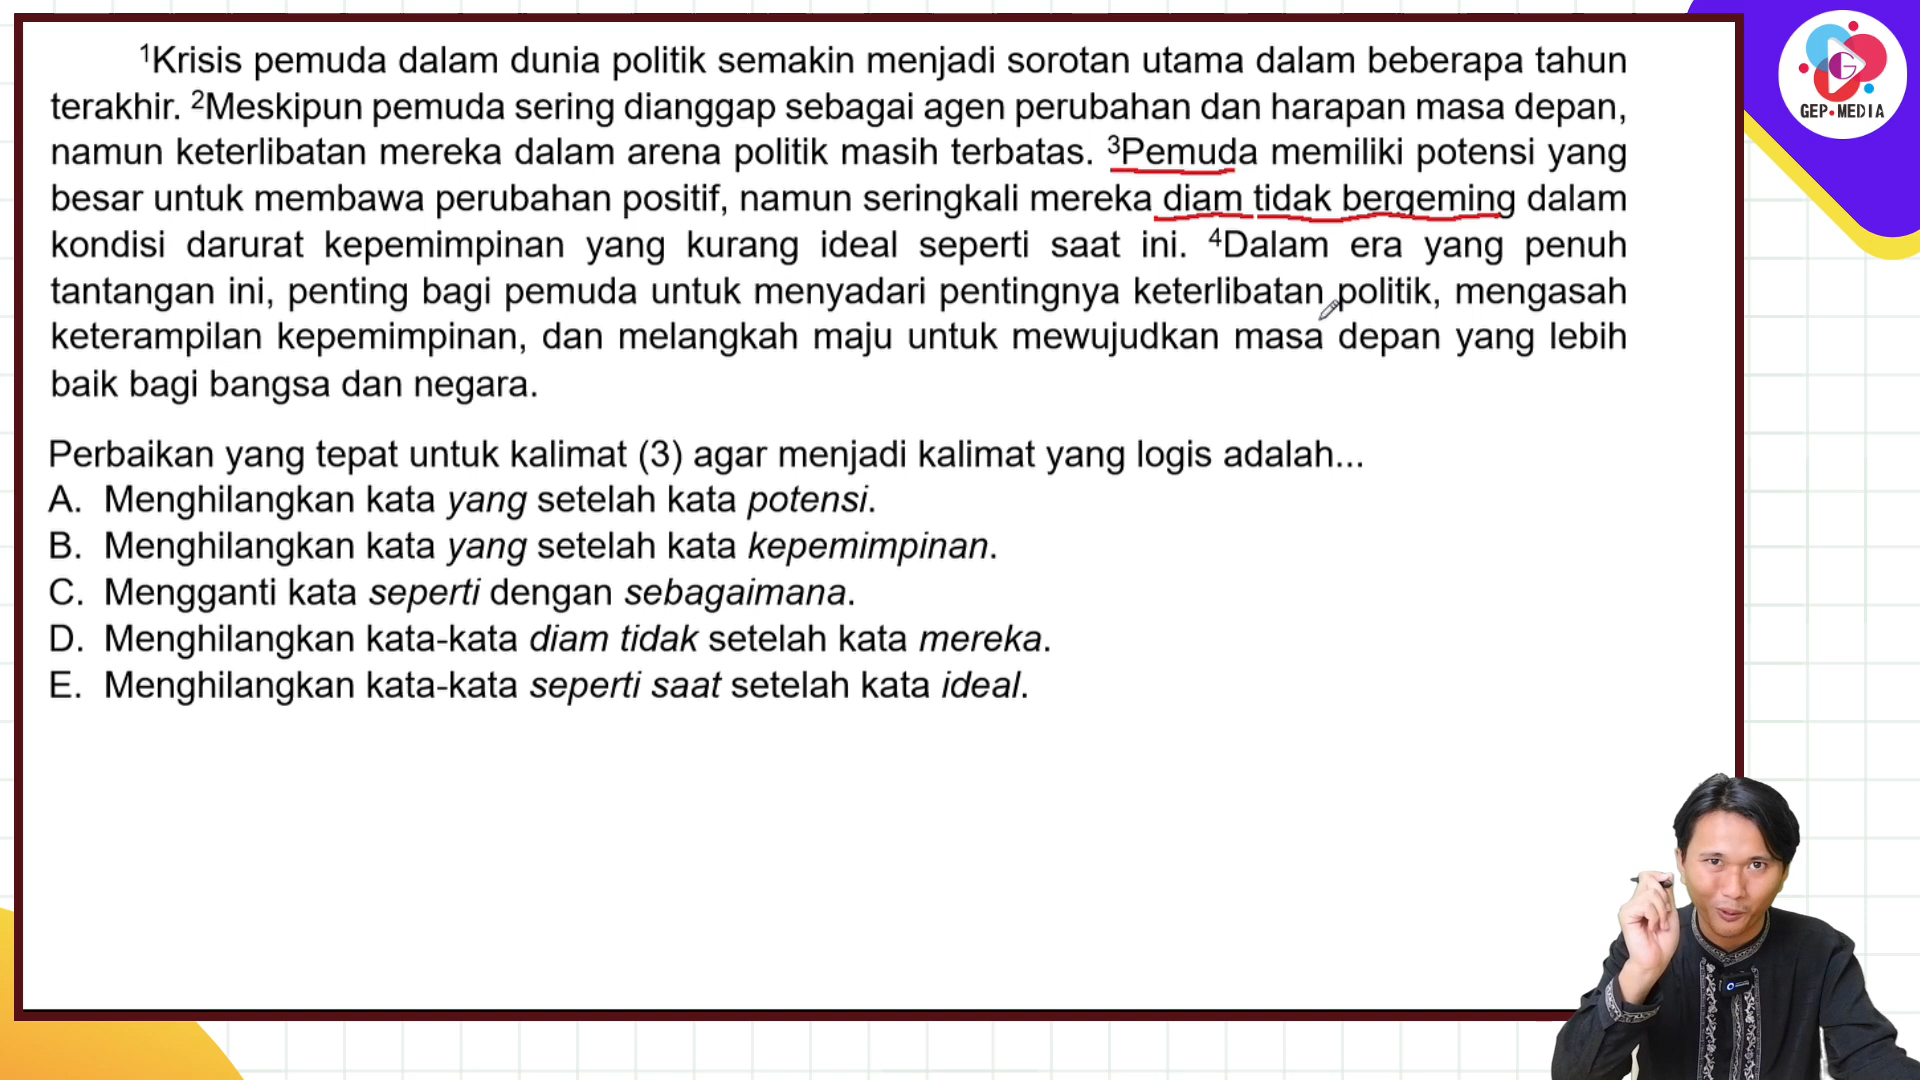 ¹Krisis pemuda dalam dunia politik semakin menjadi sorotan utama dalam beberapa tahun
terakhir. ²Meskipun pemuda sering dianggap sebagai agen perubahan dan harapan masa depan,
namun keterlibatan mereka dalam arena politik masih terbatas. ³Pemuda memiliki potensi yang
besar untuk membawa perubahan positif, namun seringkali mereka diam tidak bergeming dalam
kondisi darurat kepemimpinan yang kurang ideal seperti saat ini. ⁴Dalam era yang penuh
tantangan ini, penting bagi pemuda untuk menyadari pentingnya keterlibatan politik, mengasah
keterampilan kepemimpinan, dan melangkah maju untuk mewujudkan masa depan yang lebih
baik bagi bangsa dan negara.
Perbaikan yang tepat untuk kalimat (3) agar menjadi kalimat yang logis adalah...
A. Menghilangkan kata yang setelah kata potensi.
B. Menghilangkan kata yang setelah kata kepemimpinan.
C. Mengganti kata seperti dengan sebagaimana.
D. Menghilangkan kata-kata diam tidak setelah kata mereka.
E. Menghilangkan kata-kata seperti saat setelah kata ideal.
G
GEP•MEDIA